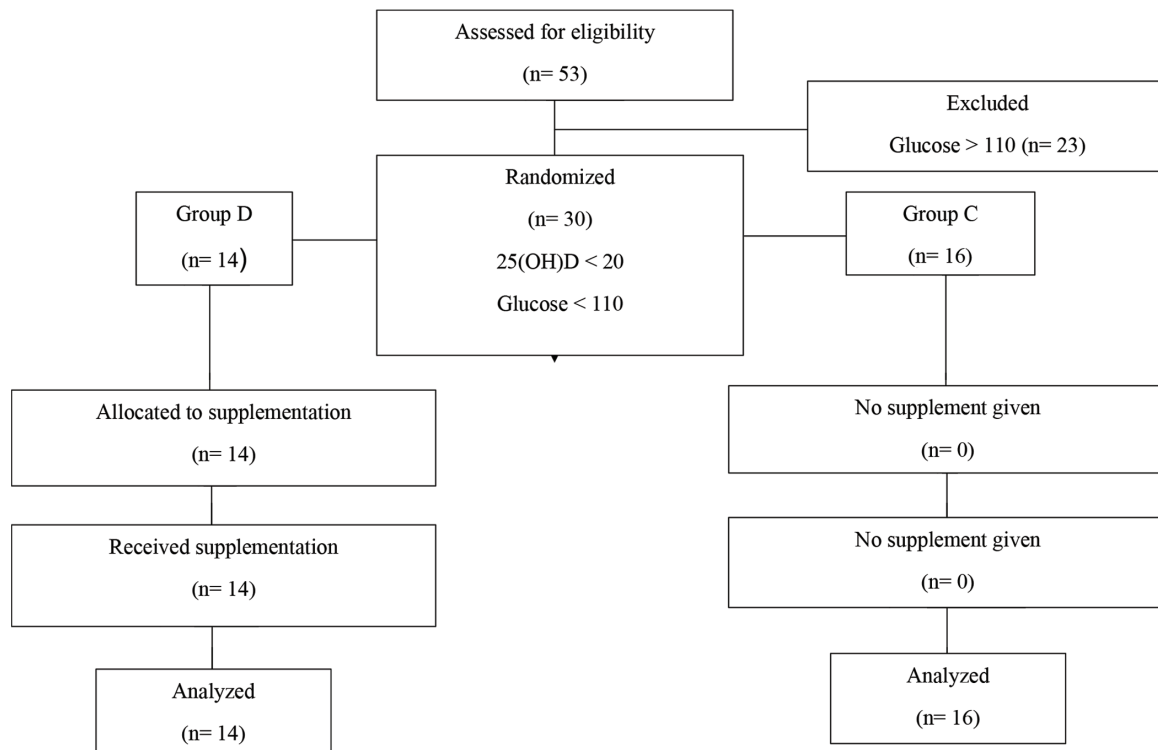 Assessed for eligibility
(n= 53)
Excluded
Glucose > 110 (n= 23)
Randomized
(n= 30)
25(OH)D < 20
Glucose < 110
Group D
(n= 14)
Group C
(n= 16)
Allocated to supplementation
(n= 14)
No supplement given
(n= 0)
Received supplementation
(n= 14)
No supplement given
(n= 0)
Analyzed
(n= 14)
Analyzed
(n= 16)